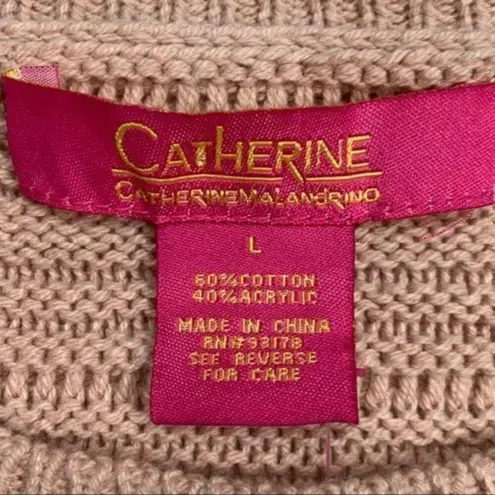 CATHERINE
CATHERINEMALANDRINO
L
60%COTTON
40%ACRYLIC
MADE IN CHINA
RN#93178
SEE REVERSE
FOR CARE